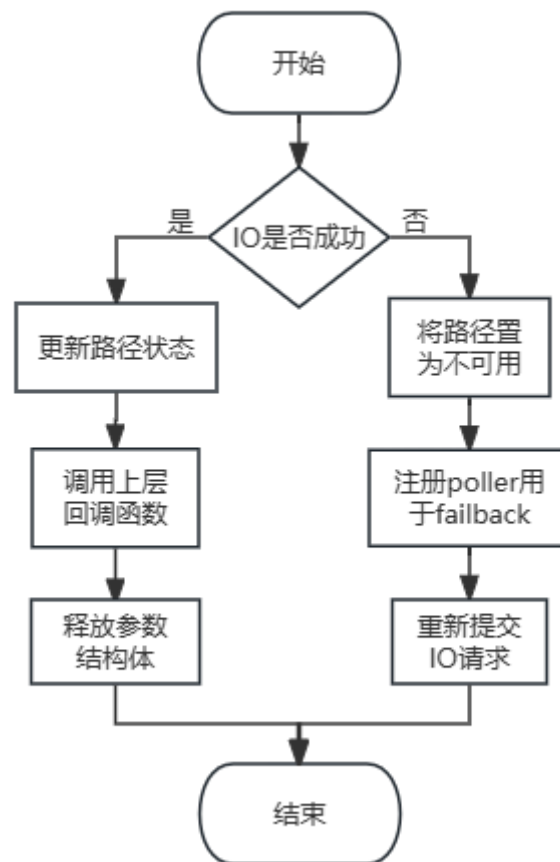 开始
IO是否成功
是
否
更新路径状态
将路径置
为不可用
调用上层
回调函数
注册poller用
于failback
释放参数
结构体
重新提交
IO请求
结束